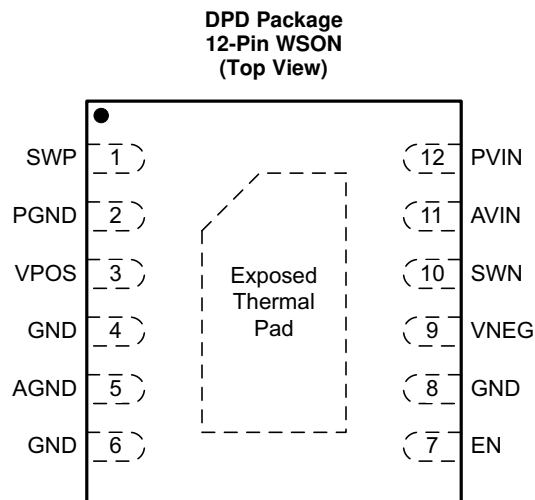 DPD Package
12-Pin WSON
(Top View)
SWP 1 12 PVIN
PGND 2 11 AVIN
VPOS 3 10 SWN
GND 4 9 VNEG
AGND 5 8 GND
GND 6 7 EN
Exposed
Thermal
Pad